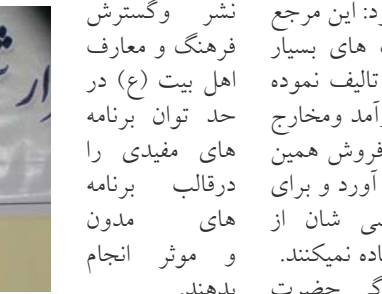 این مرجع
های بسیار
تالیف نموده
ومخارج
فروش همین
آورد و برای
شان از
نمیکنند.
حضرت
نشر وگسترش
فرهنگ و معارف
اهل بیت (ع) در
حد توان برنامه
های مفیدی را
درقالب برنامه
های مدون
و موثر انجام
بدهند.